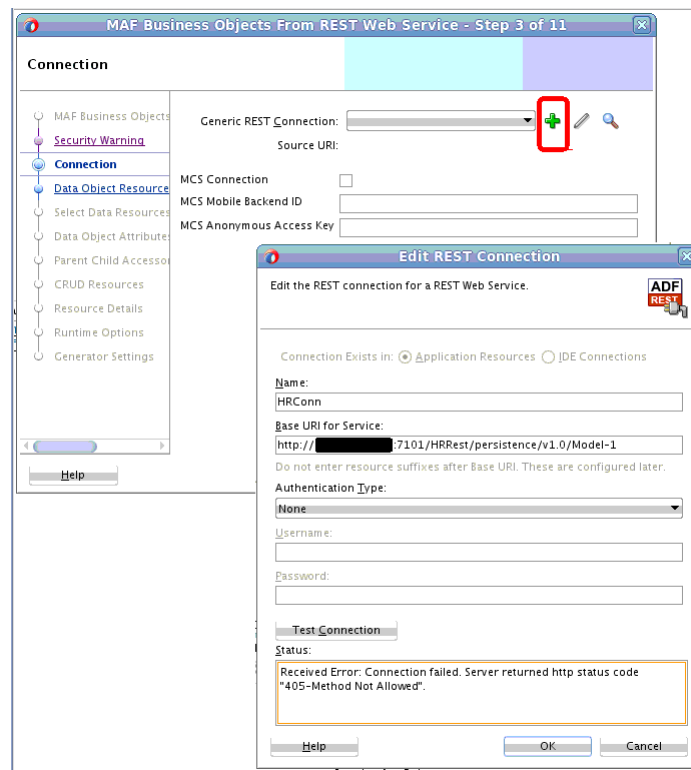 MAF Business Objects From REST Web Service - Step 3 of 11
Connection
MAF Business Objects
Security Warning
Connection
Data Object Resource
Select Data Resources
Data Object Attribute
Parent Child Accesso
CRUD Resources
Resource Details
Runtime Options
Generator Settings
Help
Generic REST Connection:
Source URI:
MCS Connection
MCS Mobile Backend ID
MCS Anonymous Access Key
Edit REST Connection
Edit the REST connection for a REST Web Service.
ADF
REST
Connection Exists in: Application Resources IDE Connections
Name:
HRConn
Base URI for Service:
http:// :7101/HRRest/persistence/v1.0/Model-1
Do not enter resource suffixes after Base URI. These are configured later.
Authentication Type:
None
Username:
Password:
Test Connection
Status:
Received Error: Connection failed. Server returned http status code
"405-Method Not Allowed".
Help OK Cancel